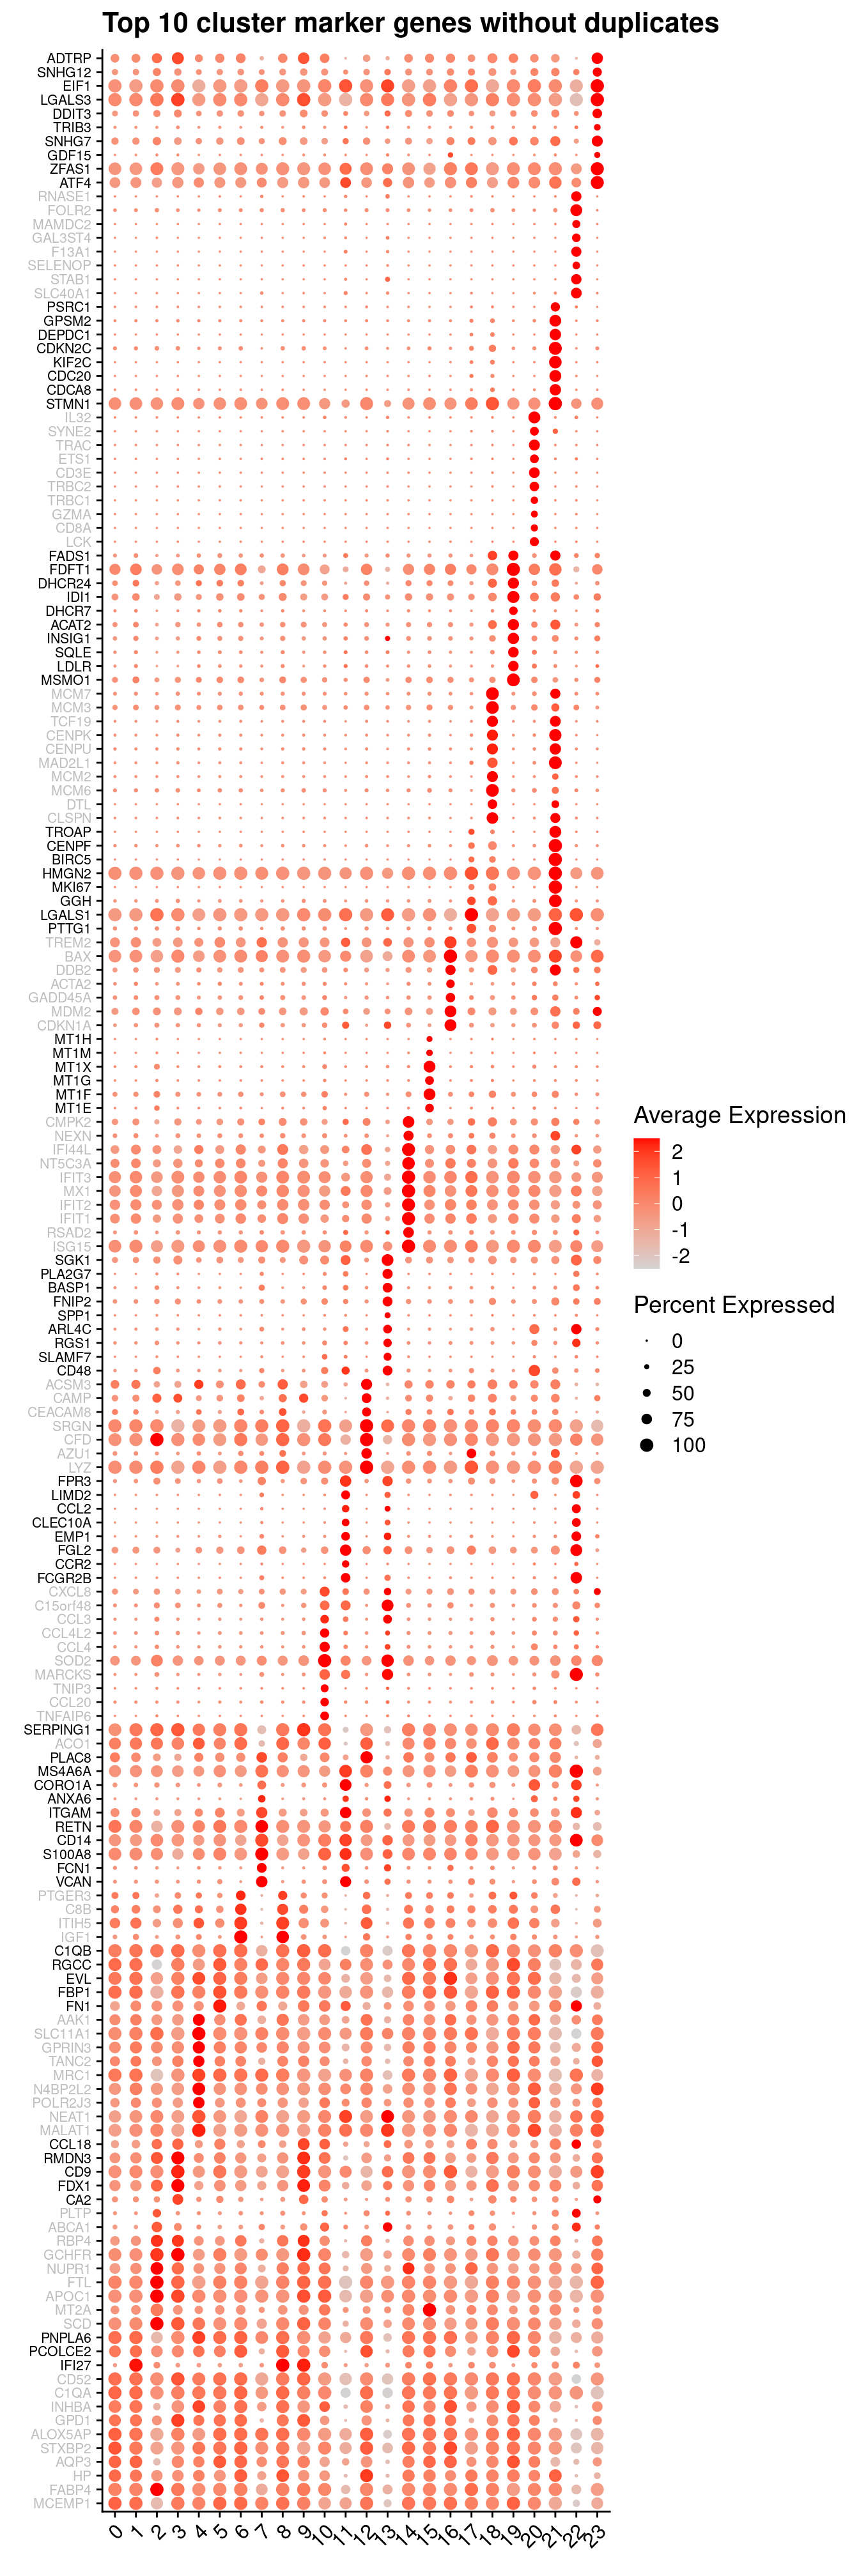 Top 10 cluster marker genes without duplicates
ADTRP
SNHG12
EIF1
LGALS3
DDIT3
TRIB3
SNHG7
GDF15
ZFAS1
ATF4
RNASE1
FOLR2
MAMDC2
GAL3ST4
F13A1
SELENOP
STAB1
SLC40A1
PSRC1
GPSM2
DEPDC1
CDKN2C
KIF2C
CDC20
CDCA8
STMN1
IL32
SYNE2
TRAC
ETS1
CD3E
TRBC2
TRBC1
GZMA
CD8A
LCK
FADS1
FDFT1
DHCR24
IDI1
DHCR7
ACAT2
INSIG1
SQLE
LDLR
MSMO1
MCM7
MCM3
TCF19
CENPK
CENPU
MAD2L1
MCM2
MCM6
DTL
CLSPN
TROAP
CENPF
BIRC5
HMGN2
MKI67
GGH
LGALS1
PTTG1
TREM2
BAX
DDB2
ACTA2
GADD45A
MDM2
CDKN1A
MT1H
MT1M
MT1X
MT1G
MT1F
MT1E
CMPK2
NEXN
IFI44L
NT5C3A
IFIT3
MX1
IFIT2
IFIT1
RSAD2
ISG15
SGK1
PLA2G7
BASP1
FNIP2
SPP1
ARL4C
RGS1
SLAMF7
CD48
ACSM3
CAMP
CEACAM8
SRGN
CFD
AZU1
LYZ
FPR3
LIMD2
CCL2
CLEC10A
EMP1
FGL2
CCR2
FCGR2B
CXCL8
C15orf48
CCL3
CCL4L2
CCL4
SOD2
MARCKS
TNIP3
CCL20
TNFAIP6
SERPING1
ACO1
PLAC8
MS4A6A
CORO1A
ANXA6
ITGAM
RETN
CD14
S100A8
FCN1
VCAN
PTGER3
C8B
ITIH5
IGF1
C1QB
RGCC
EVL
FBP1
FN1
AAK1
SLC11A1
GPRIN3
TANC2
MRC1
N4BP2L2
POLR2J3
NEAT1
MALAT1
CCL18
RMDN3
CD9
FDX1
CA2
PLTP
ABCA1
RBP4
GCHFR
NUPR1
FTL
APOC1
MT2A
SCD
PNPLA6
PCOLCE2
IFI27
CD52
C1QA
INHBA
GPD1
ALOX5AP
STXBP2
AQP3
HP
FABP4
MCEMP1
0 1 2 3 4 5 6 7 8 9 10 11 12 13 14 15 16 17 18 19 20 21 22 23
Average Expression
2
1
0
-1
-2
Percent Expressed
0
25
50
75
100